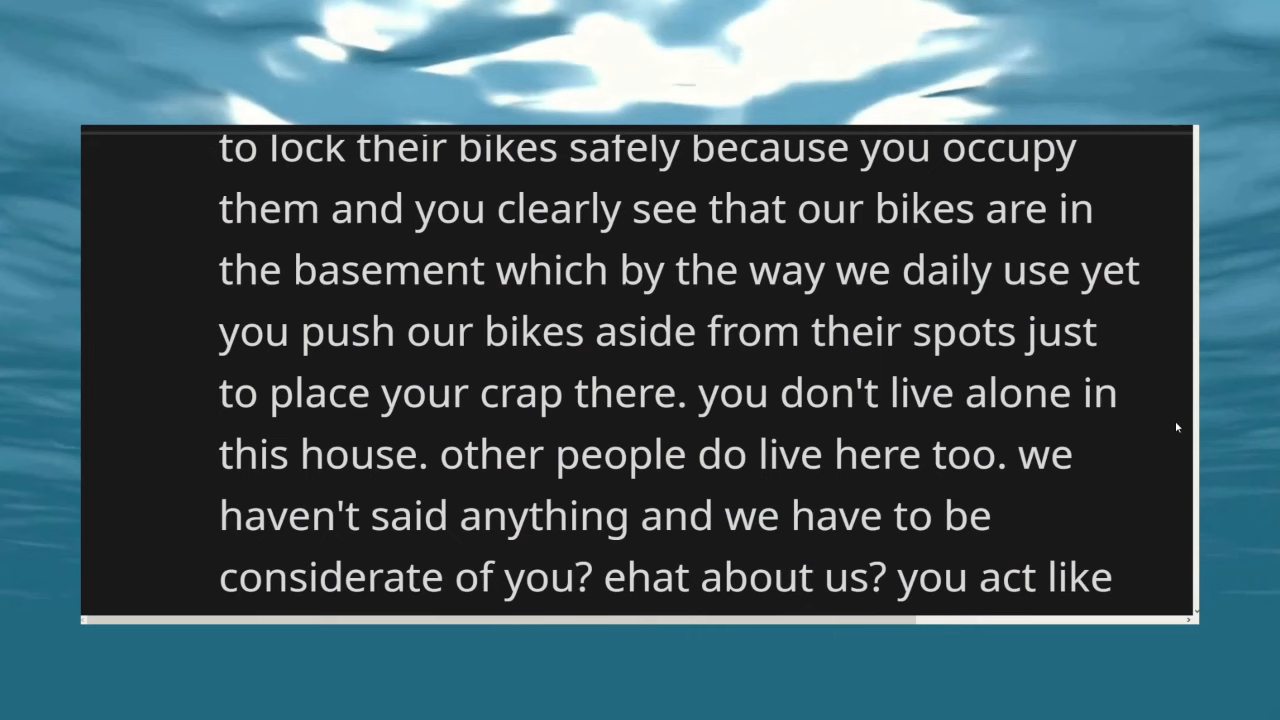 to lock their bikes safely because you occupy
them and you clearly see that our bikes are in
the basement which by the way we daily use yet
you push our bikes aside from their spots just
to place your crap there. you don't live alone in
this house. other people do live here too. we
haven't said anything and we have to be
considerate of you? ehat about us? you act like